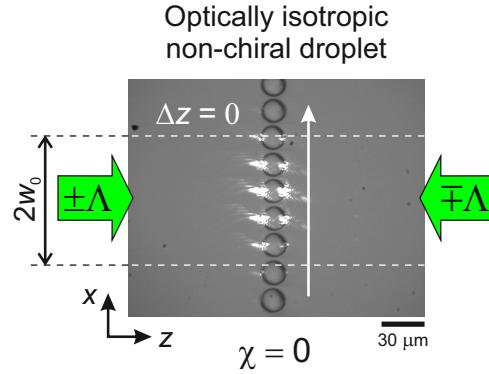 Optically isotropic
non-chiral droplet
Δz = 0
2w₀
±Λ
∓Λ
x
z
χ = 0
30 μm